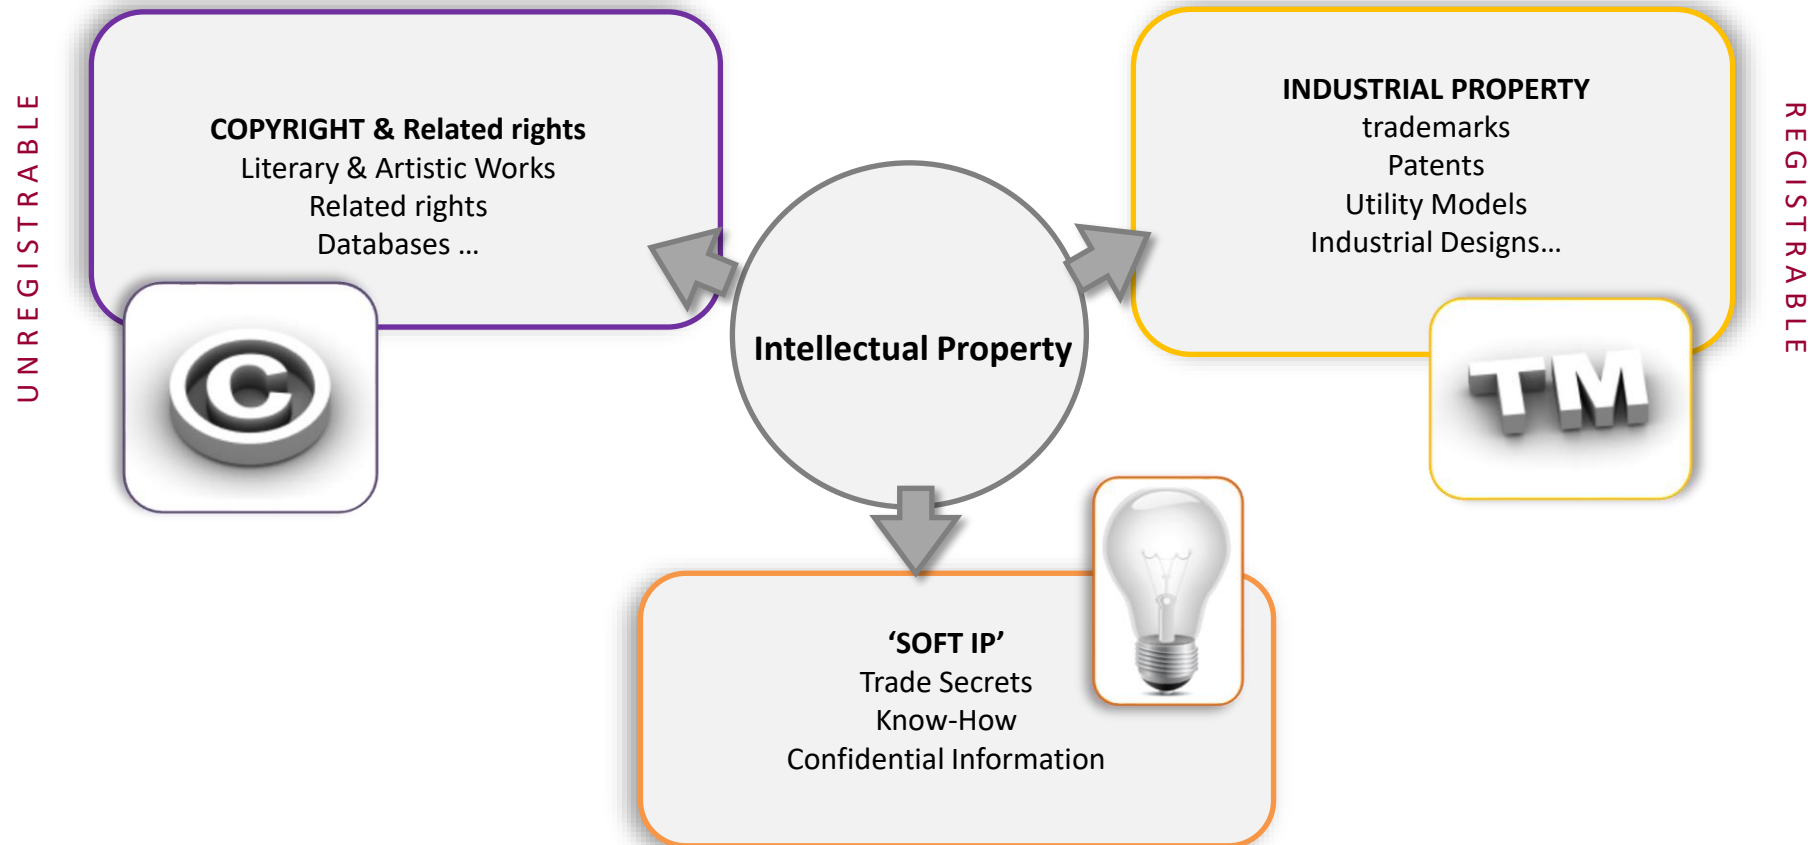 UNREGISTRABLE
COPYRIGHT & Related rights
Literary & Artistic Works
Related rights
Databases ...
©
INDUSTRIAL PROPERTY
trademarks
Patents
Utility Models
Industrial Designs...
TM
REGISTRABLE
Intellectual Property
‘SOFT IP’
Trade Secrets
Know-How
Confidential Information